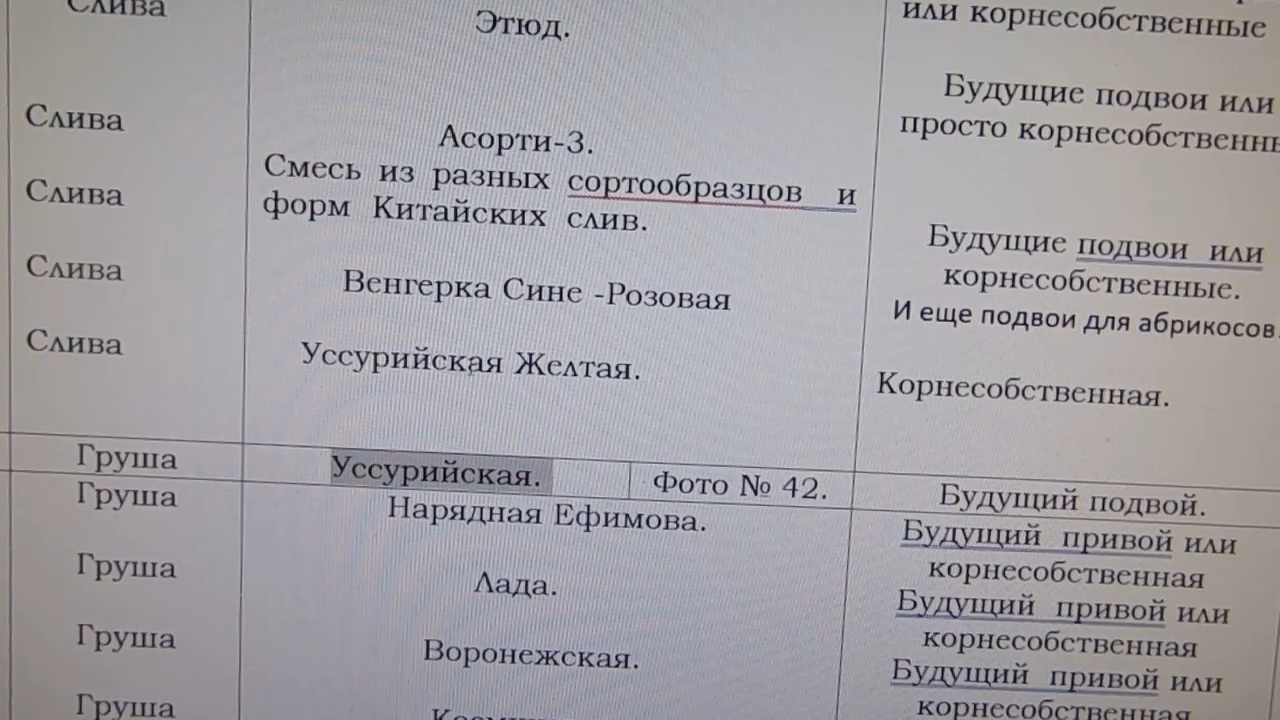 Слива
Этюд.
или корнесобственные
Слива
Асорти-3.
Будущие подвои или
просто
Слива
Смесь из разных сортообразцов и
форм Китайских слив.
Будущие подвои или
корнесобственные.
Слива
Венгерка Сине -Розовая
И еще подвои для абрикосов.
Слива
Уссурийская Желтая.
Корнесобственная.
Груша
Уссурийская.
Фото № 42.
Будущий подвой.
Груша
Нарядная Ефимова.
Будущий привой или
корнесобственная
Груша
Лада.
Будущий привой или
корнесобственная
Груша
Воронежская.
Будущий привой или
корнесобственная
Груша